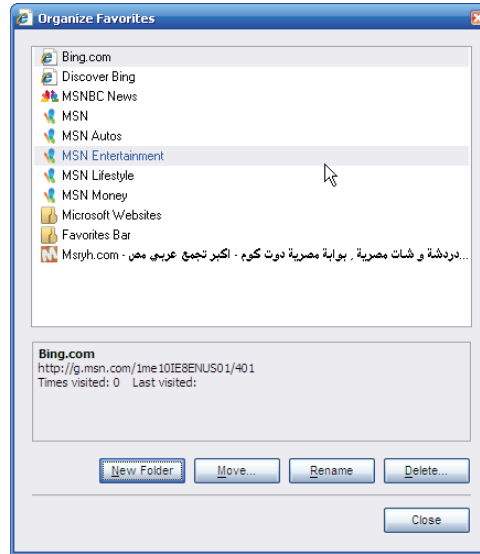 Organize Favorites
Bing.com
Discover Bing
MSNBC News
MSN
MSN Autos
MSN Entertainment
MSN Lifestyle
MSN Money
Microsoft Websites
Favorites Bar
Msryh.com - دردشة و شات مصرية , بوابة مصرية دوت كوم - اكبر تجمع عربي مص...
Bing.com
http://g.msn.com/1me10IE8ENUS01/401
Times visited: 0 Last visited:
New Folder Move... Rename Delete...
Close